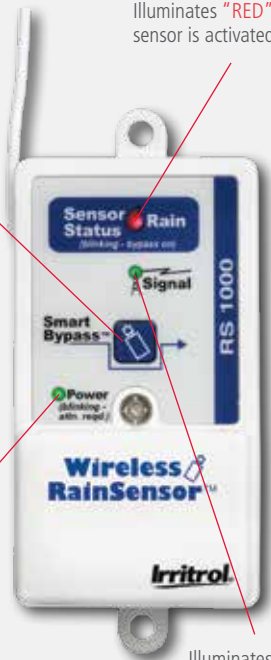 Illuminates "RED"
sensor is activated
Sensor
Status
Rain
(blinking - bypass on)
Signal
Smart
Bypass™
RS 1000
Power
(blinking -
attn. reqd.)
Wireless
RainSensor™
Irritrol.
Illuminates